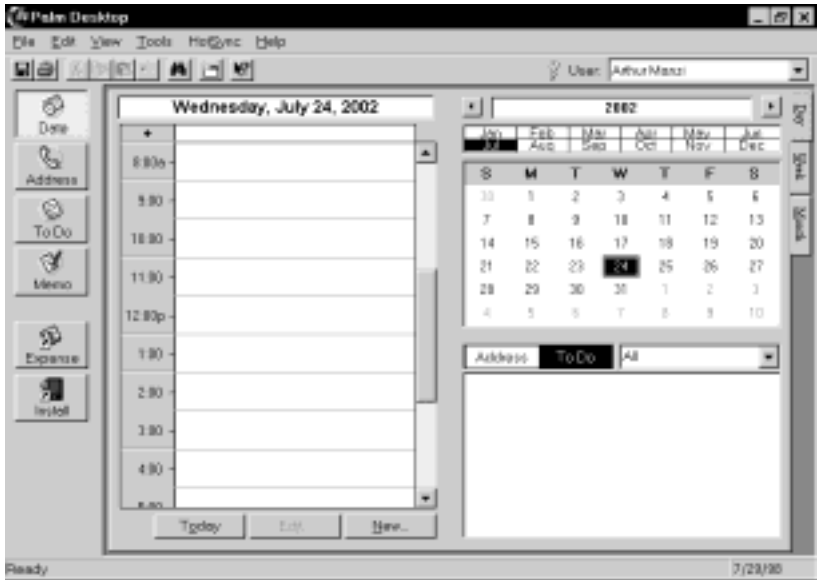 Palm Desktop
File Edit View Tools HotSync Help
User: Arthur Manzi
Date
Address
To Do
Memo
Expense
Install
Wednesday, July 24, 2002
+
8:00a
9:00
10:00
11:00
12:00p
1:00
2:00
3:00
4:00
5:00
Today Edit New...
2002
Jan Feb Mar Apr May Jun
Jul Aug Sep Oct Nov Dec
S M T W T F S
30 1 2 3 4 5 6
7 8 9 10 11 12 13
14 15 16 17 18 19 20
21 22 23 24 25 26 27
28 29 30 31 1 2 3
4 5 6 7 8 9 10
Address To Do All
Day
Week
Month
Ready